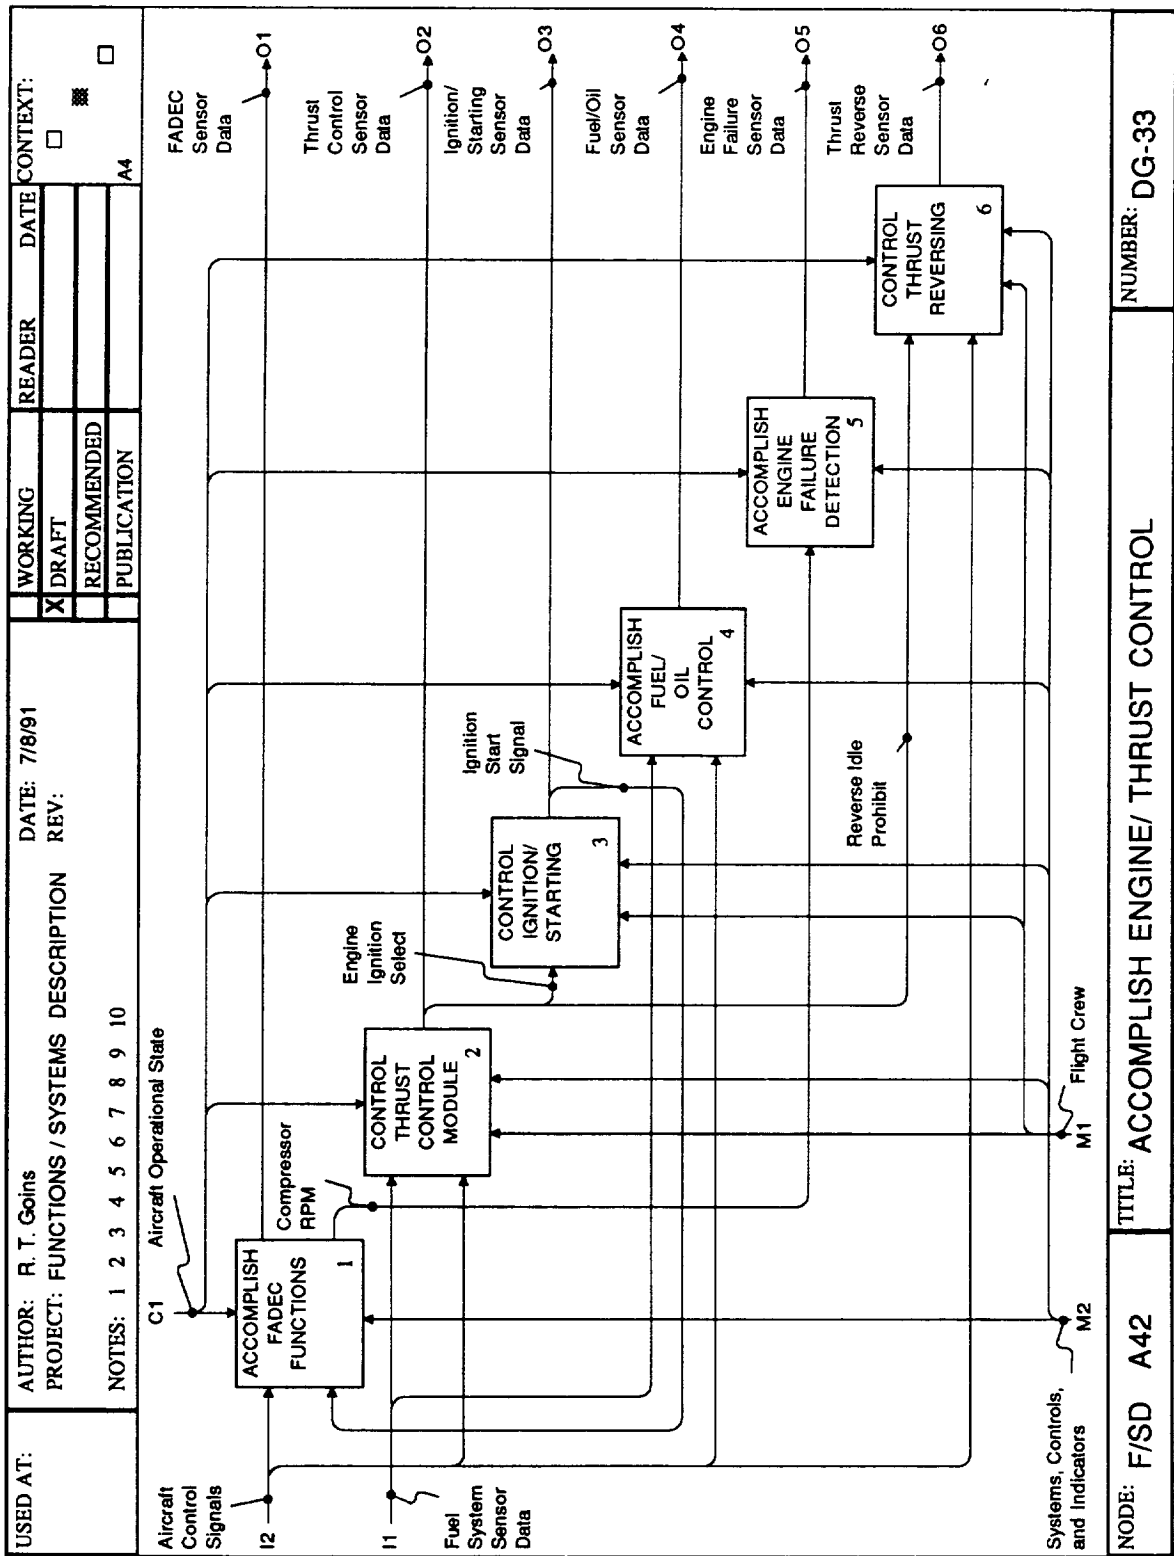 USED AT:
AUTHOR: R. T. Goins
DATE: 7/8/91
PROJECT: FUNCTIONS / SYSTEMS DESCRIPTION
REV:
NOTES: 1 2 3 4 5 6 7 8 9 10
WORKING
X DRAFT
RECOMMENDED
PUBLICATION
READER
DATE
CONTEXT:
A4
C1
Aircraft Operational State
Aircraft
Control
Signals
I2
I1
Fuel
System
Sensor
Data
ACCOMPLISH
FADEC
FUNCTIONS
1
Compressor
RPM
CONTROL
THRUST
CONTROL
MODULE
2
Engine
Ignition
Select
CONTROL
IGNITION/
STARTING
3
Ignition
Start
Signal
ACCOMPLISH
FUEL/
OIL
CONTROL
4
ACCOMPLISH
ENGINE
FAILURE
DETECTION
5
Reverse Idle
Prohibit
CONTROL
THRUST
REVERSING
6
FADEC
Sensor
Data
O1
Thrust
Control
Sensor
Data
O2
Ignition/
Starting
Sensor
Data
O3
Fuel/Oil
Sensor
Data
O4
Engine
Failure
Sensor
Data
O5
Thrust
Reverse
Sensor
Data
O6
Systems, Controls,
and Indicators
M2
M1
Flight Crew
NODE: F/SD A42
TITLE: ACCOMPLISH ENGINE/ THRUST CONTROL
NUMBER: DG-33